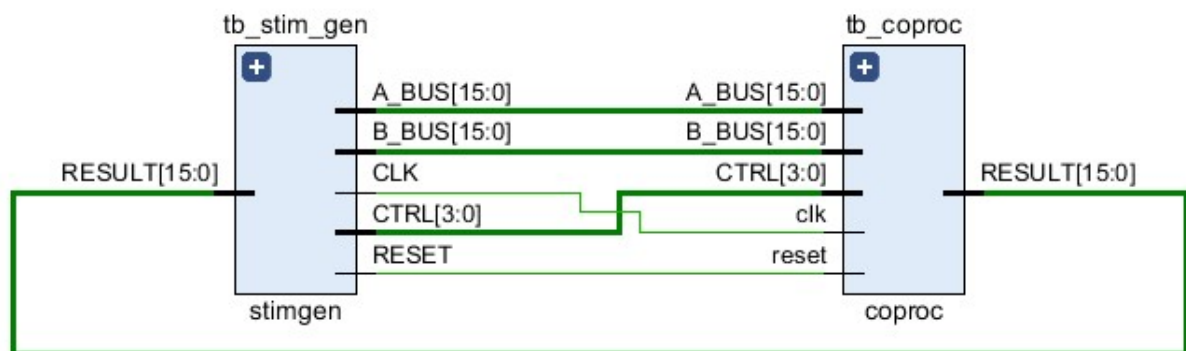 tb_stim_gen
tb_coproc
A_BUS[15:0]
A_BUS[15:0]
B_BUS[15:0]
B_BUS[15:0]
RESULT[15:0]
CLK
CTRL[3:0]
RESULT[15:0]
CTRL[3:0]
clk
RESET
reset
stimgen
coproc